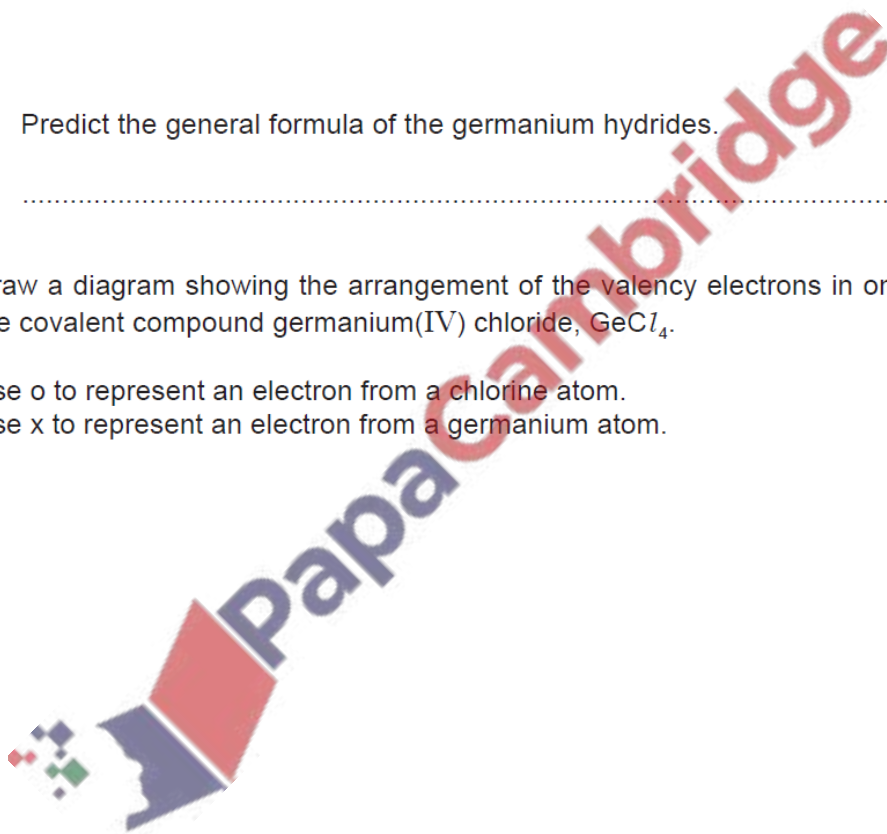 Predict the general formula of the germanium hydrides.
raw a diagram showing the arrangement of the valency electrons in or
e covalent compound germanium(IV) chloride, GeCl₄.
se o to represent an electron from a chlorine atom.
se x to represent an electron from a germanium atom.
PapaCambridge